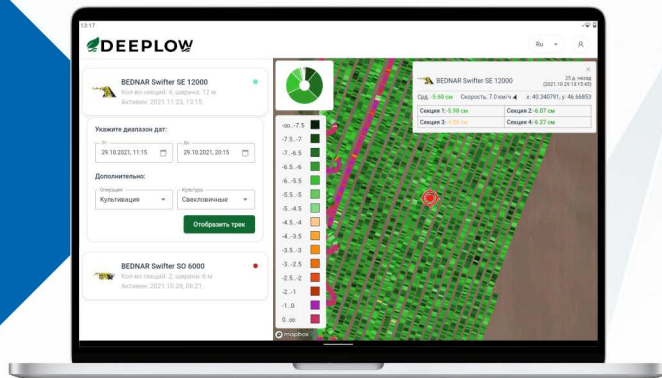 13:17
DEEPLOW
Ru
BEDNAR Swifter SE 12000
Кол-во секций: 4, ширина: 12 м
Активен: 2021.11.23, 13:15
Укажите диапазон дат:
От
29.10.2021, 11:15
До
29.10.2021, 20:15
Дополнительно:
Операция
Культивация
Культура
Свекловичные
Отобразить трек
BEDNAR Swifter SO 6000
Кол-во секций: 2, ширина: 6 м
Активен: 2021.10.28, 06:21
-oo..-7.5
-7.5..-7
-7..-6.5
-6.5..-6
-6..-5.5
-5.5..-5
-5..-4.5
-4.5..-4
-4..-3.5
-3.5..-3
-3..-2.5
-2.5..-2
-2..-1
-1..0
0..oo
mapbox
BEDNAR Swifter SE 12000
25 д. назад
(2021.10.29 13:15:40)
Срд. -5.60 см Скорость: 7.0 км/ч x: 40.340791, y: 46.66853
Секция 1: -5.98 см Секция 2: -6.07 см
Секция 3: Секция 4: -6.27 см